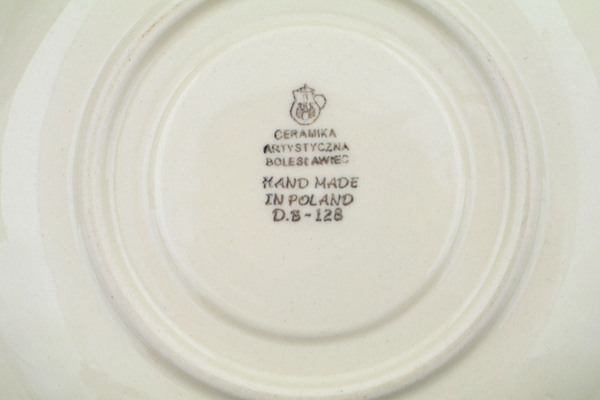 CERAMIKA
ARTYSTYCZNA
BOLESŁAWIEC
HAND MADE
IN POLAND
D.B-128